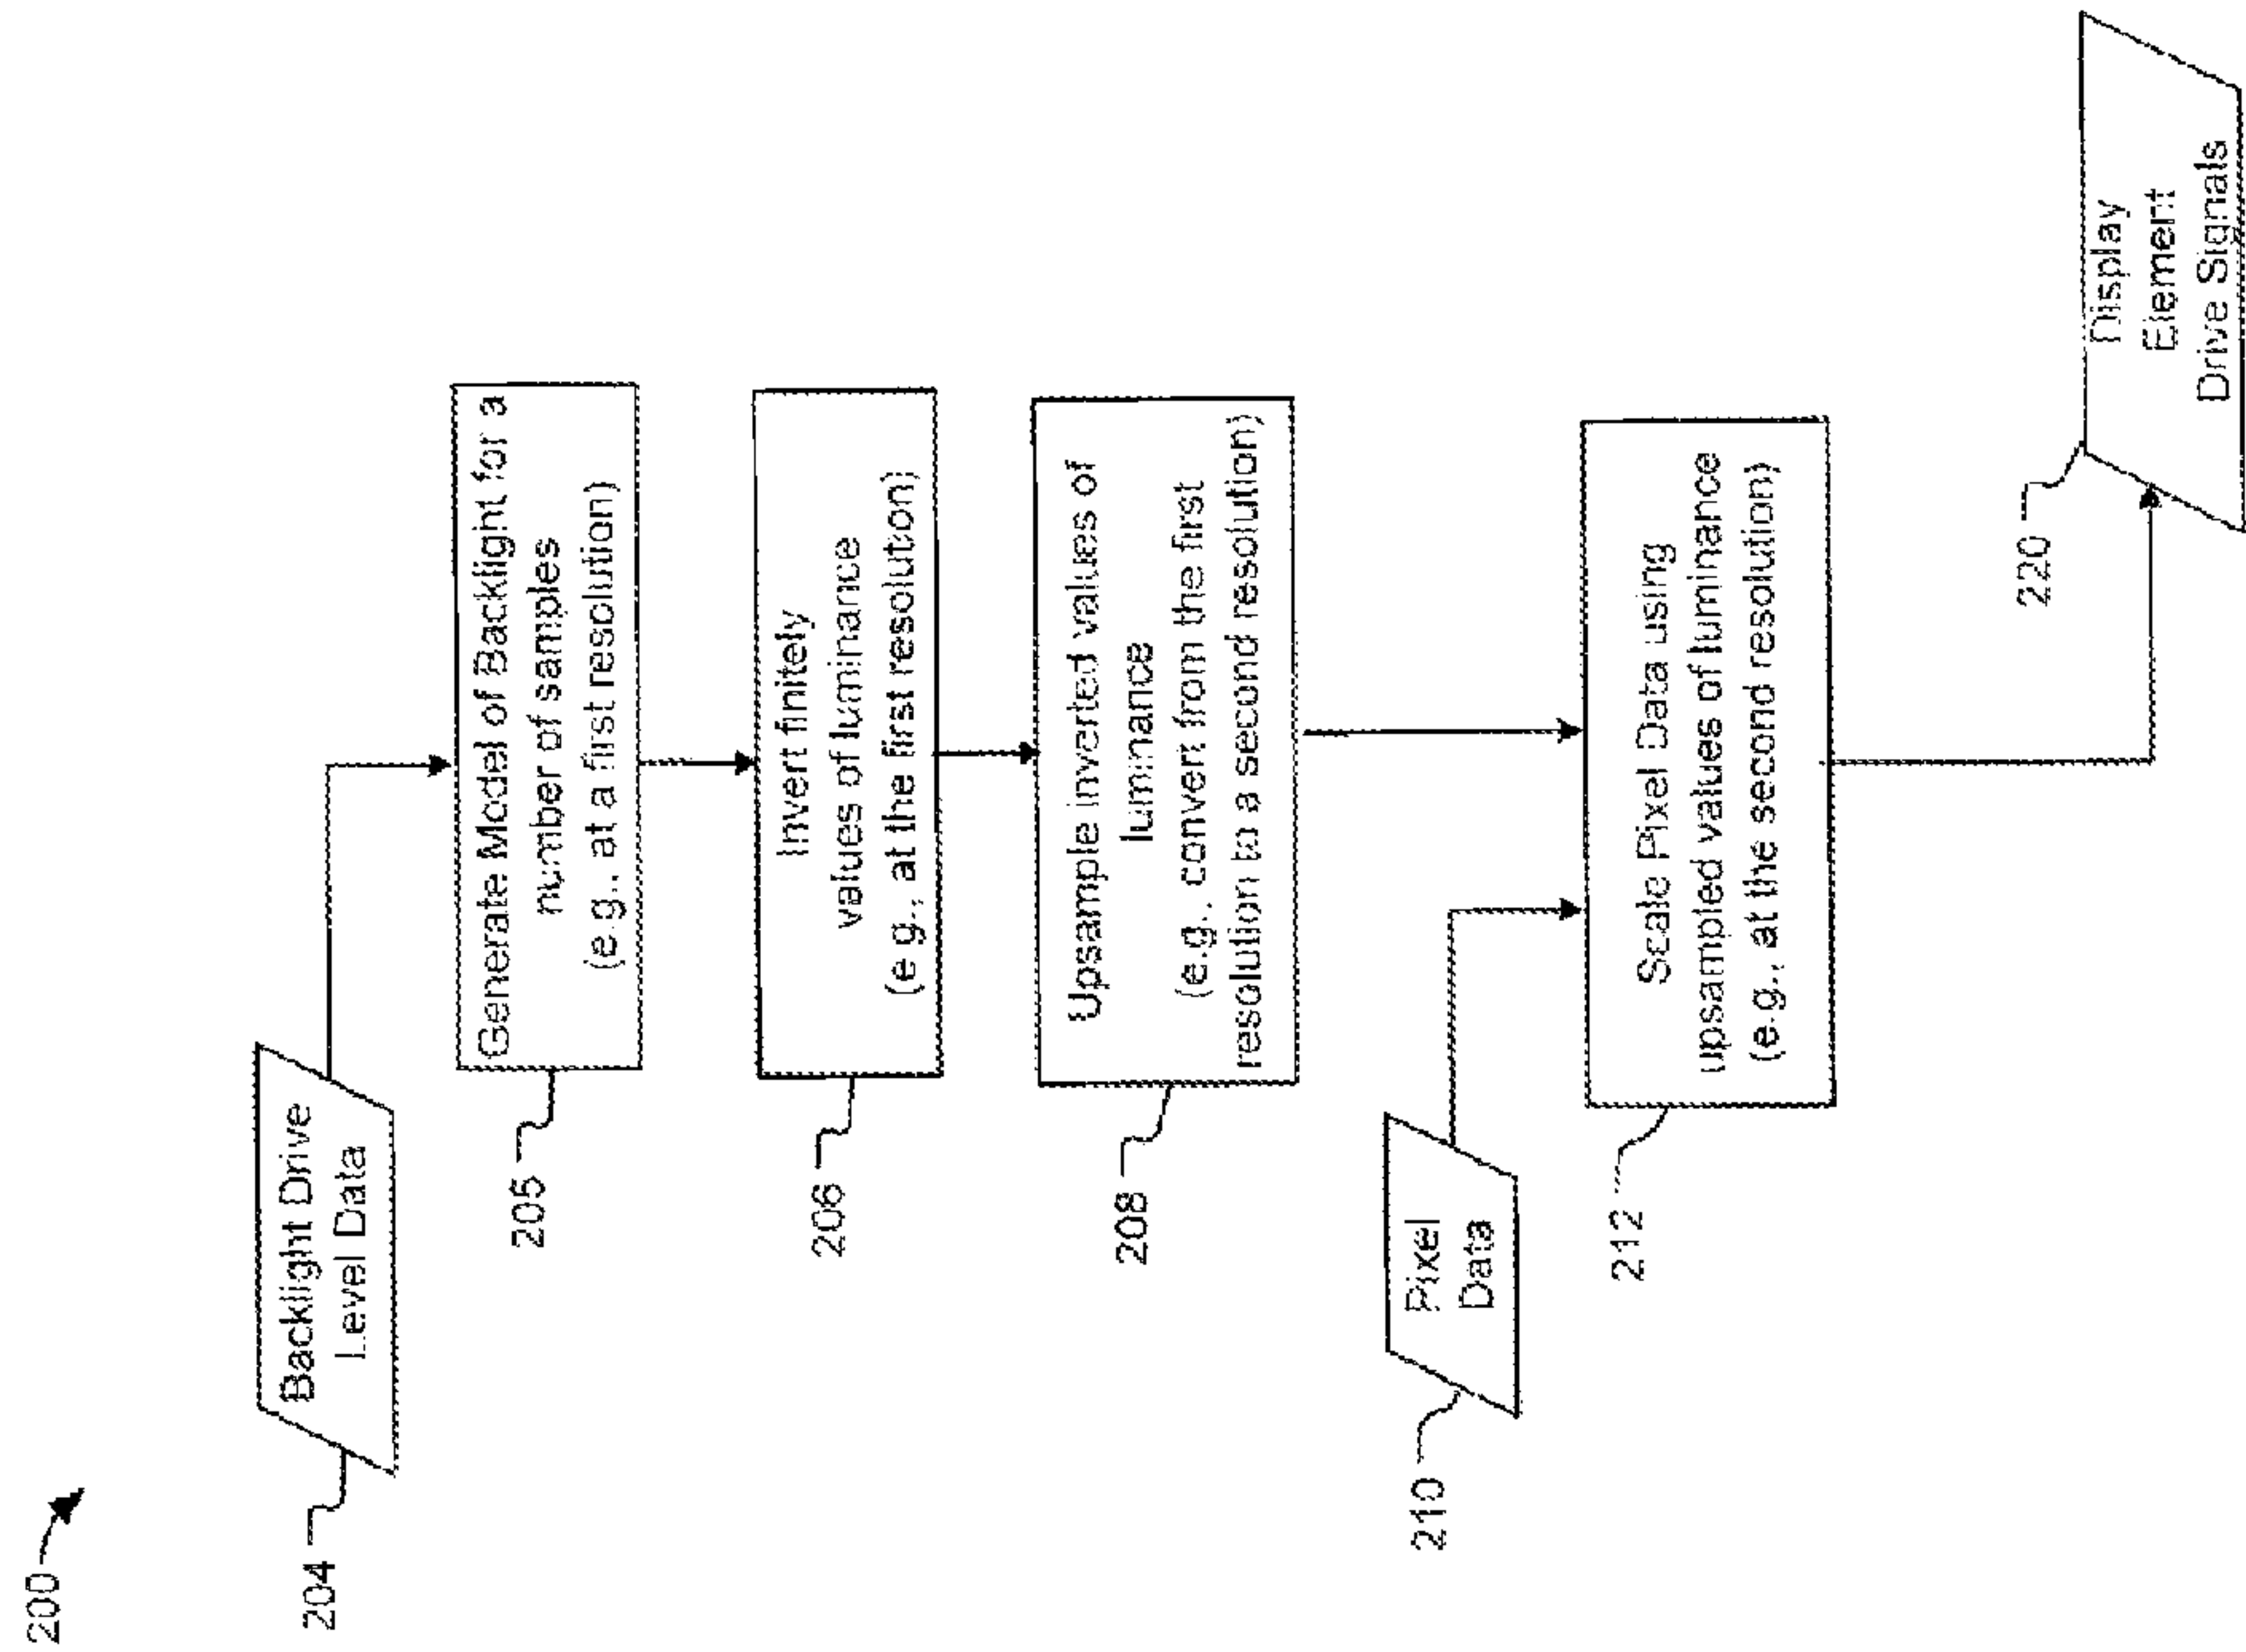 200
204
Backlight Drive
Level Data
205
Generate Model of Backlight for a
number of samples
(e.g., at a first resolution)
206
Invert finitely
values of luminance
(e.g., at the first resolution)
208
Upsample inverted values of
luminance
(e.g., convert from the first
resolution to a second resolution)
210
Pixel
Data
212
Scale Pixel Data using
upsampled values of luminance
(e.g., at the second resolution)
220
Display
Element
Drive Signals